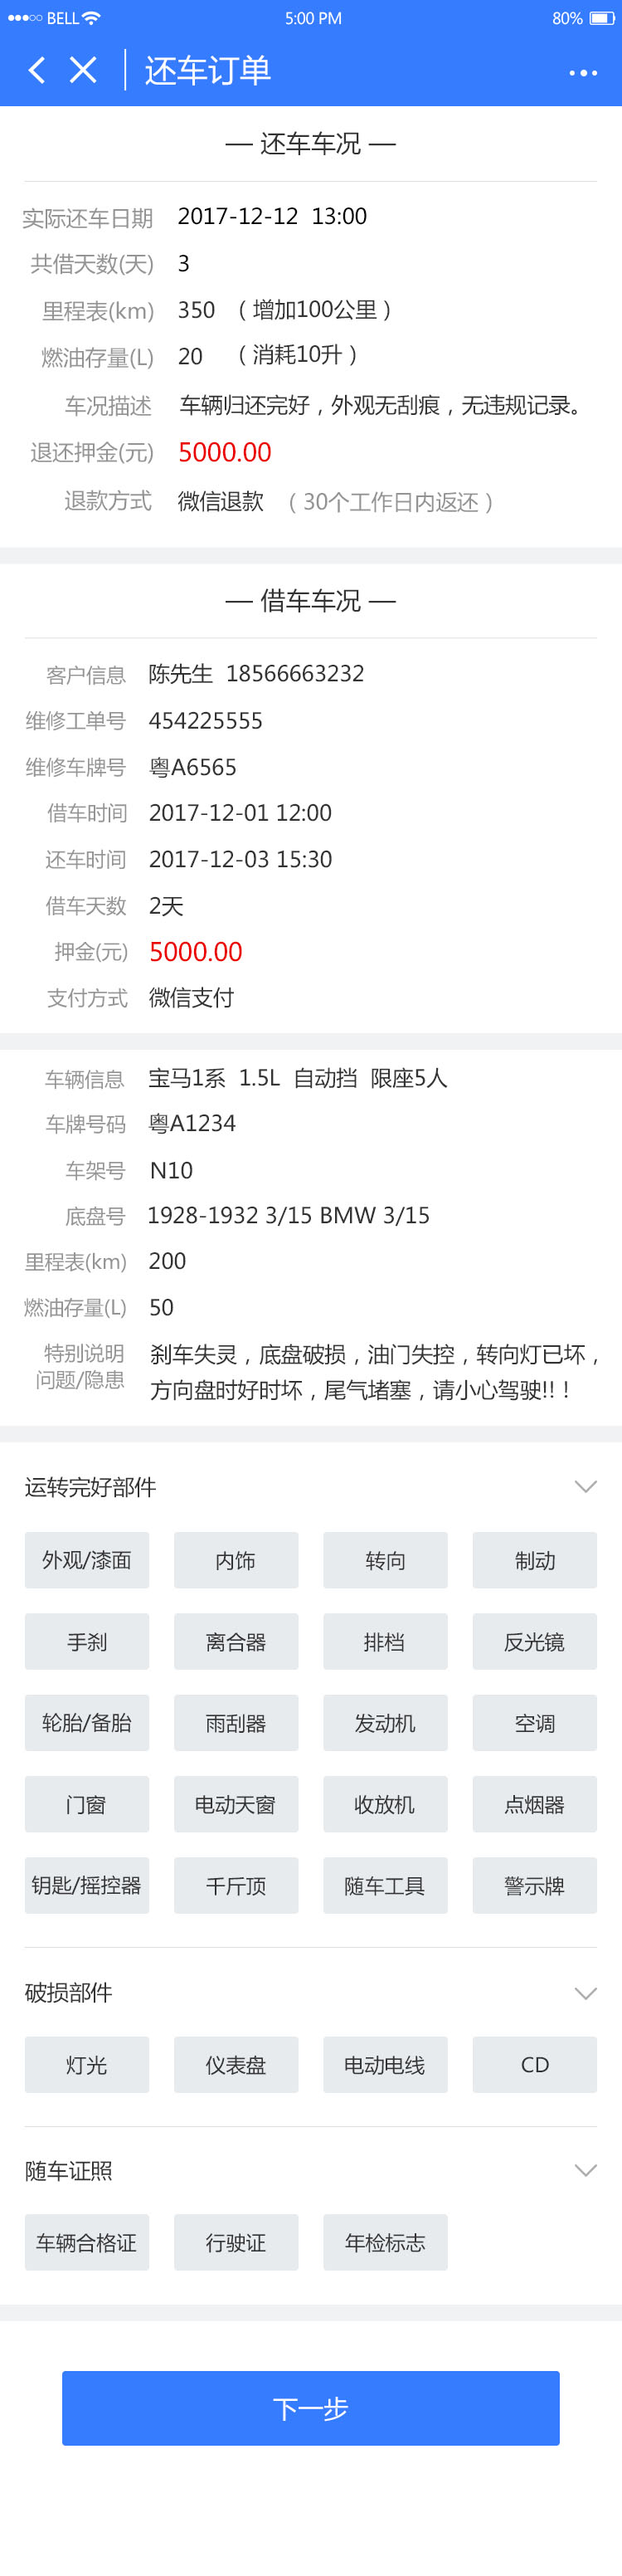 BELL 5:00 PM 80%
还车订单
— 还车车况 —
实际还车日期 2017-12-12 13:00
共借天数(天) 3
里程表(km) 350 （增加100公里）
燃油存量(L) 20 （消耗10升）
车况描述 车辆归还完好，外观无刮痕，无违规记录。
退还押金(元) 5000.00
退款方式 微信退款 （30个工作日内返还）
— 借车车况 —
客户信息 陈先生 18566663232
维修工单号 454225555
维修车牌号 粤A6565
借车时间 2017-12-01 12:00
还车时间 2017-12-03 15:30
借车天数 2天
押金(元) 5000.00
支付方式 微信支付
车辆信息 宝马1系 1.5L 自动挡 限座5人
车牌号码 粤A1234
车架号 N10
底盘号 1928-1932 3/15 BMW 3/15
里程表(km) 200
燃油存量(L) 50
特别说明 刹车失灵，底盘破损，油门失控，转向灯已坏，
问题/隐患 方向盘时好时坏，尾气堵塞，请小心驾驶!!！
运转完好部件
外观/漆面 内饰 转向 制动
手刹 离合器 排档 反光镜
轮胎/备胎 雨刮器 发动机 空调
门窗 电动天窗 收放机 点烟器
钥匙/摇控器 千斤顶 随车工具 警示牌
破损部件
灯光 仪表盘 电动电线 CD
随车证照
车辆合格证 行驶证 年检标志
下一步